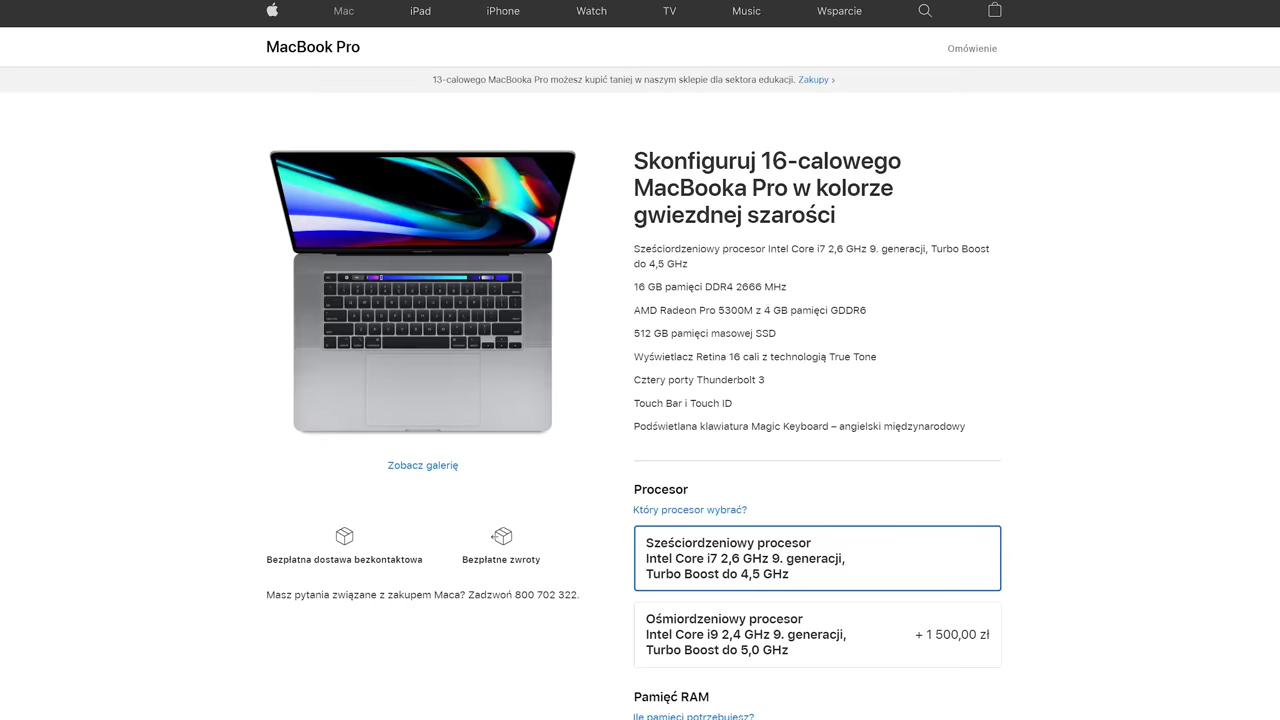 Mac iPad iPhone Watch TV Music Wsparcie
MacBook Pro
Omówienie
13-calowego MacBooka Pro możesz kupić taniej w naszym sklepie dla sektora edukacji. Zakupy ›
Skonfiguruj 16-calowego
MacBooka Pro w kolorze
gwiezdnej szarości
Sześciordzeniowy procesor Intel Core i7 2,6 GHz 9. generacji, Turbo Boost
do 4,5 GHz
16 GB pamięci DDR4 2666 MHz
AMD Radeon Pro 5300M z 4 GB pamięci GDDR6
512 GB pamięci masowej SSD
Wyświetlacz Retina 16 cali z technologią True Tone
Cztery porty Thunderbolt 3
Touch Bar i Touch ID
Podświetlana klawiatura Magic Keyboard – angielski międzynarodowy
Zobacz galerię
Bezpłatna dostawa bezkontaktowa
Bezpłatne zwroty
Masz pytania związane z zakupem Maca? Zadzwoń 800 702 322.
Procesor
Który procesor wybrać?
Sześciordzeniowy procesor
Intel Core i7 2,6 GHz 9. generacji,
Turbo Boost do 4,5 GHz
Ośmiordzeniowy procesor
Intel Core i9 2,4 GHz 9. generacji,
Turbo Boost do 5,0 GHz
+ 1 500,00 zł
Pamięć RAM
Ile pamięci potrzebujesz?